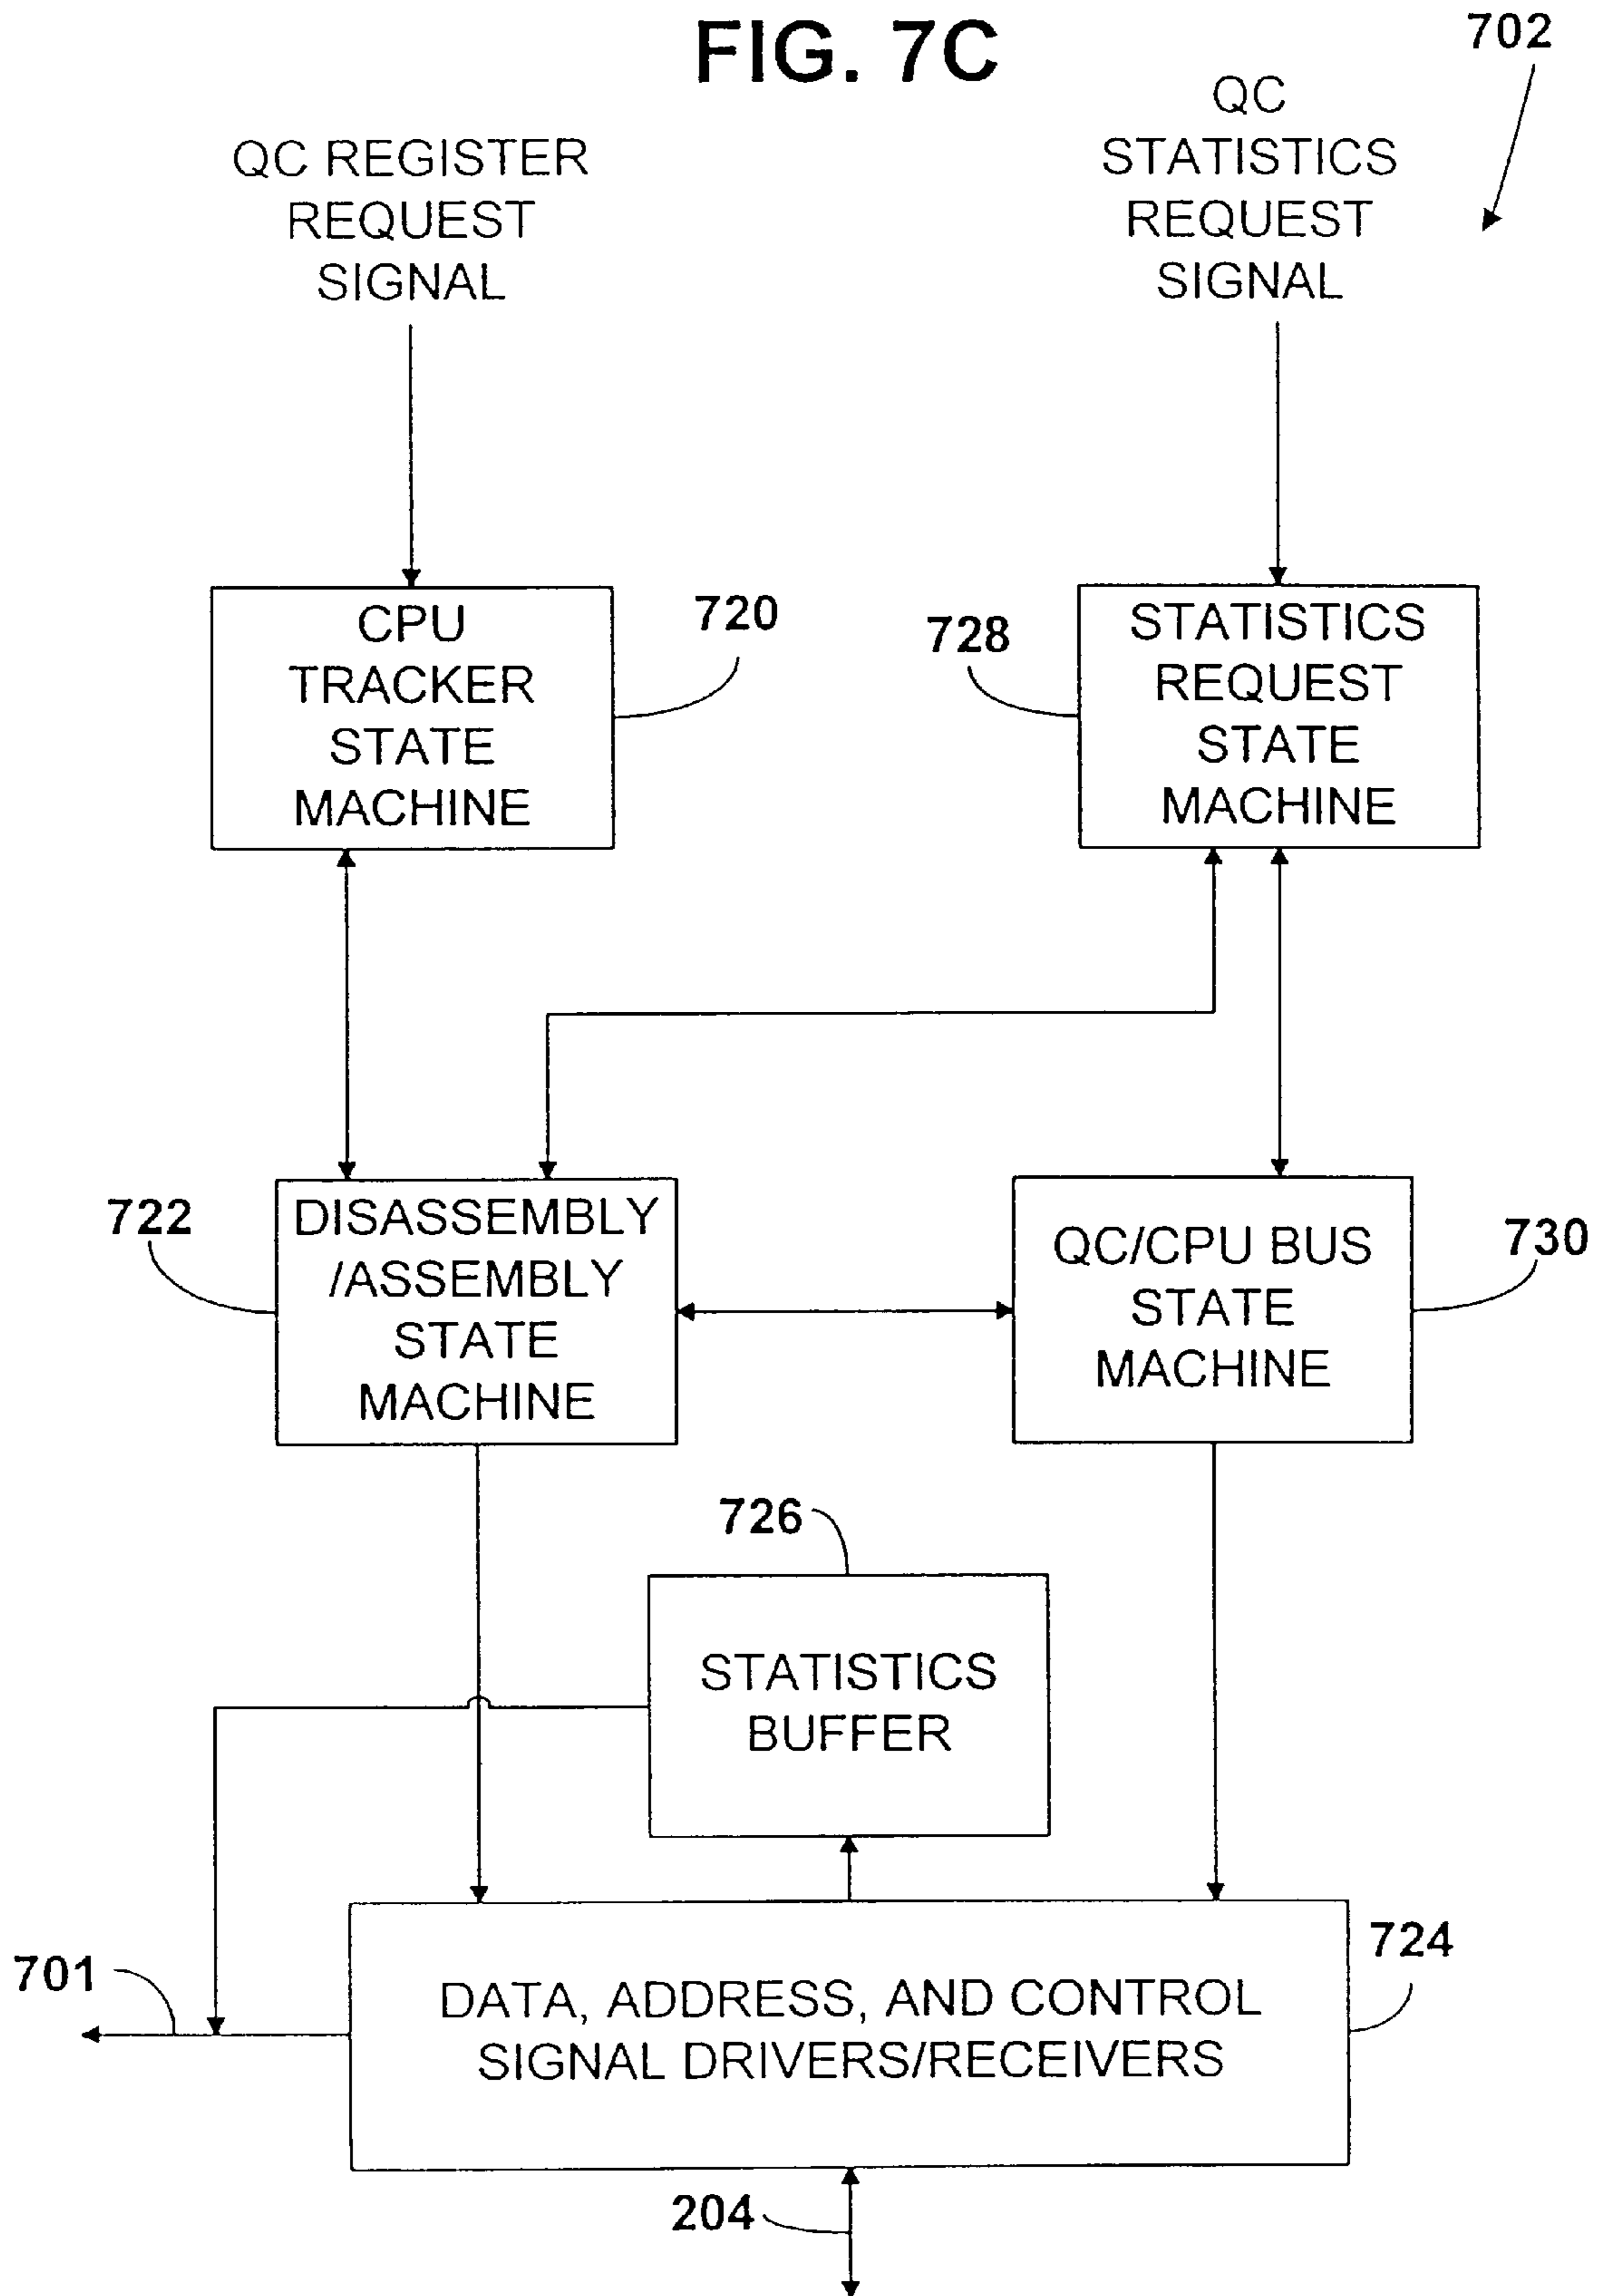 FIG. 7C
702
QC REGISTER
REQUEST
SIGNAL
QC
STATISTICS
REQUEST
SIGNAL
CPU
TRACKER
STATE
MACHINE
720
728
STATISTICS
REQUEST
STATE
MACHINE
722
DISASSEMBLY
/ASSEMBLY
STATE
MACHINE
QC/CPU BUS
STATE
MACHINE
730
726
STATISTICS
BUFFER
701
DATA, ADDRESS, AND CONTROL
SIGNAL DRIVERS/RECEIVERS
724
204